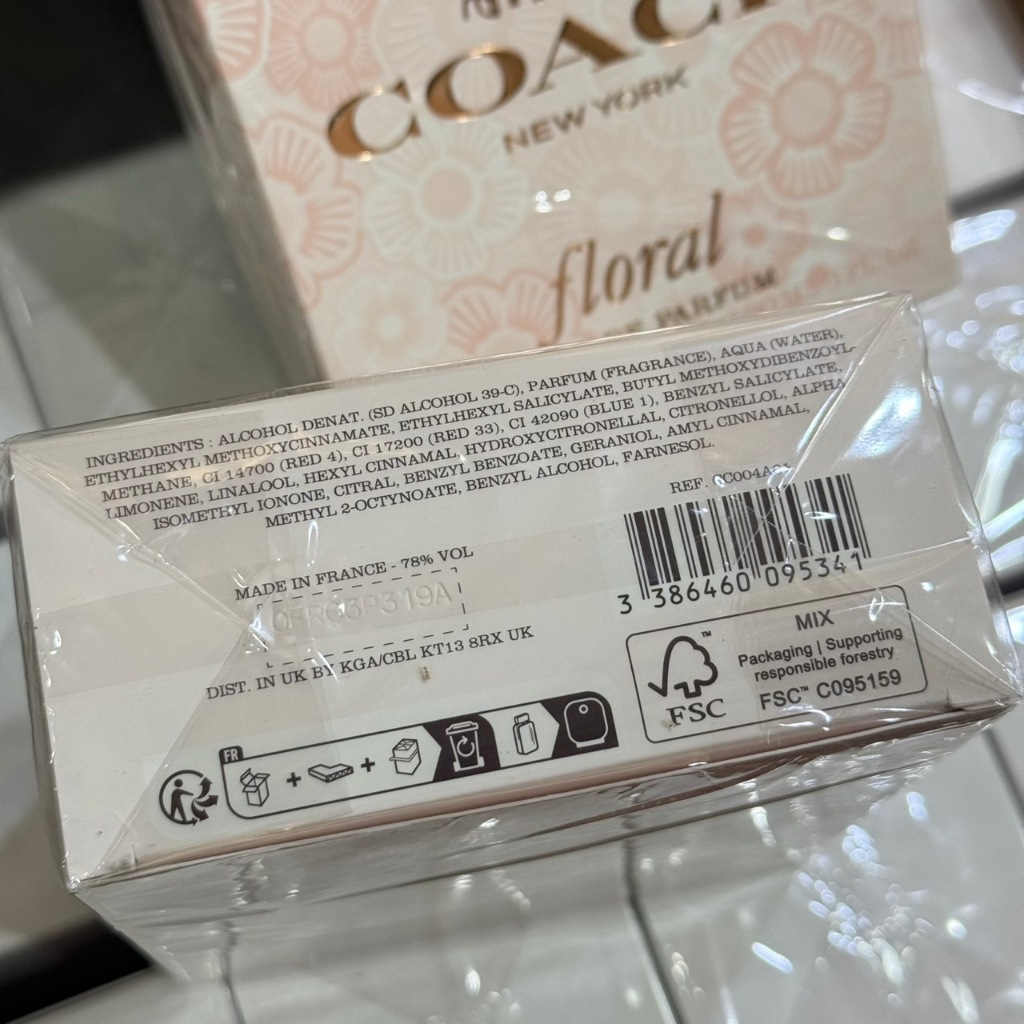 COACH
NEW YORK
floral
DE PARFUM
INGREDIENTS : ALCOHOL DENAT. (SD ALCOHOL 39-C), PARFUM (FRAGRANCE), AQUA (WATER),
ETHYLHEXYL METHOXYCINNAMATE, ETHYLHEXYL SALICYLATE, BUTYL METHOXYDIBENZOYL-
METHANE, CI 14700 (RED 4), CI 17200 (RED 33), CI 42090 (BLUE 1), BENZYL SALICYLATE,
LIMONENE, LINALOOL, HEXYL CINNAMAL, HYDROXYCITRONELLAL, CITRONELLOL, ALPHA-
ISOMETHYL IONONE, CITRAL, BENZYL BENZOATE, GERANIOL, AMYL CINNAMAL,
METHYL 2-OCTYNOATE, BENZYL ALCOHOL, FARNESOL.
REF.
3 386460 095341
MADE IN FRANCE - 78% VOL
DIST. IN UK BY KGA/CBL KT13 8RX UK
FR
+ +
FSC™
MIX
Packaging | Supporting
responsible forestry
FSC™ C095159